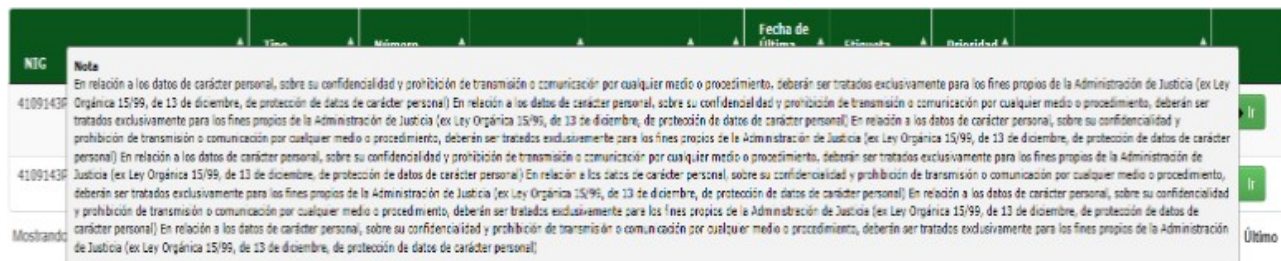 Fecha de
Tipo Número Última Etiqueta Prioridad
NIG
Nota
En relación a los datos de carácter personal, sobre su confidencialidad y prohibición de transmisión o comunicación por cualquier medio o procedimiento, deberán ser tratados exclusivamente para los fines propios de la Administración de Justicia (ex Ley
4109143P Orgánica 15/99, de 13 de diciembre, de protección de datos de carácter personal) En relación a los datos de carácter personal, sobre su confidencialidad y prohibición de transmisión o comunicación por cualquier medio o procedimiento, deberán ser
tratados exclusivamente para los fines propios de la Administración de Justicia (ex Ley Orgánica 15/99, de 13 de diciembre, de protección de datos de carácter personal) En relación a los datos de carácter personal, sobre su confidencialidad y
Ir
prohibición de transmisión o comunicación por cualquier medio o procedimiento, deberán ser tratados exclusivamente para los fines propios de la Administración de Justicia (ex Ley Orgánica 15/99, de 13 de diciembre, de protección de datos de carácter
personal) En relación a los datos de carácter personal, sobre su confidencialidad y prohibición de transmisión o comunicación por cualquier medio o procedimiento, deberán ser tratados exclusivamente para los fines propios de la Administración de
4109143P Justicia (ex Ley Orgánica 15/99, de 13 de diciembre, de protección de datos de carácter personal) En relación a los datos de carácter personal, sobre su confidencialidad y prohibición de transmisión o comunicación por cualquier medio o procedimiento,
Ir
deberán ser tratados exclusivamente para los fines propios de la Administración de Justicia (ex Ley Orgánica 15/99, de 13 de diciembre, de protección de datos de carácter personal) En relación a los datos de carácter personal, sobre su confidencialidad
y prohibición de transmisión o comunicación por cualquier medio o procedimiento, deberán ser tratados exclusivamente para los fines propios de la Administración de Justicia (ex Ley Orgánica 15/99, de 13 de diciembre, de protección de datos de
Mostrando carácter personal) En relación a los datos de carácter personal, sobre su confidencialidad y prohibición de transmisión o comunicación por cualquier medio o procedimiento, deberán ser tratados exclusivamente para los fines propios de la Administración Último
de Justicia (ex Ley Orgánica 15/99, de 13 de diciembre, de protección de datos de carácter personal)